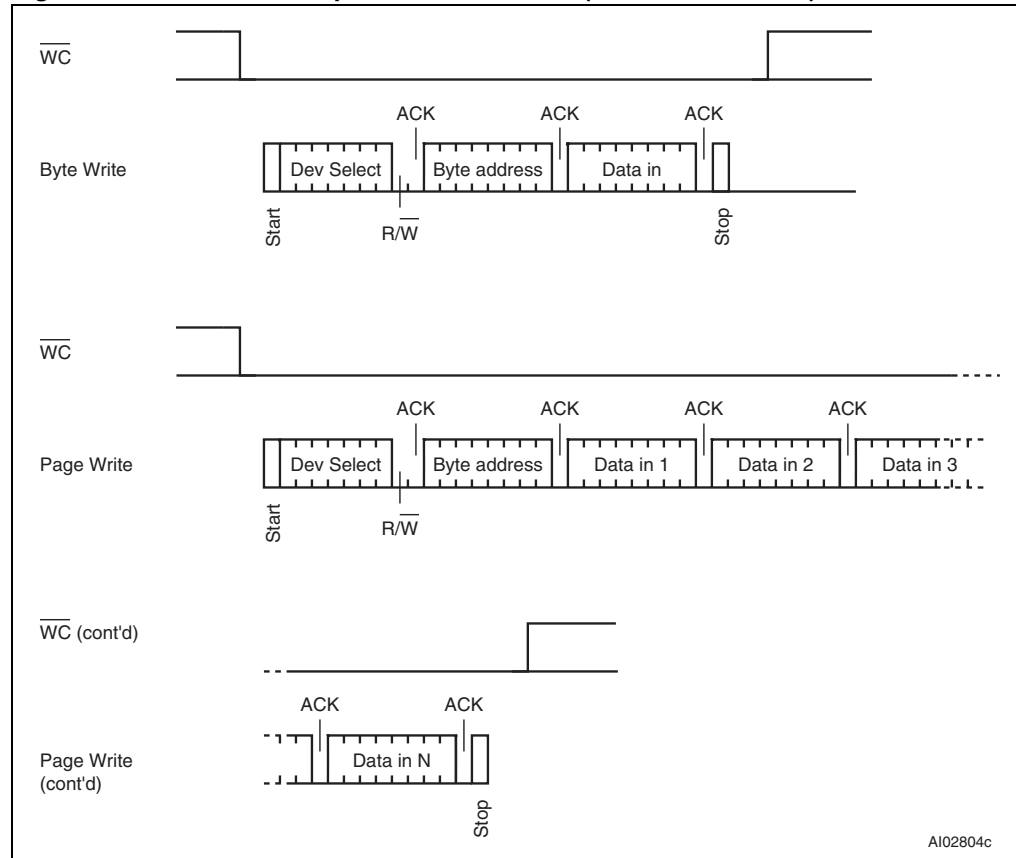 WC
ACK ACK ACK
Byte Write Dev Select Byte address Data in
Start R/W Stop
WC
ACK ACK ACK ACK
Page Write Dev Select Byte address Data in 1 Data in 2 Data in 3
Start R/W
WC (cont'd)
ACK ACK
Page Write Data in N
(cont'd)
Stop
AI02804c